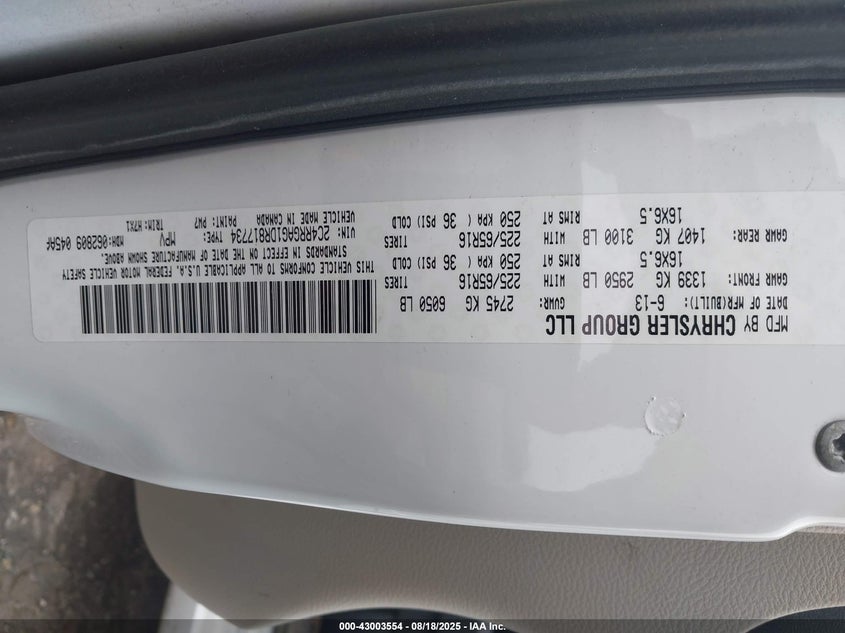 MFD BY CHRYSLER GROUP LLC
DATE OF MFR(BUILT): 6-13 GWWR: 2745 KG 6050 LB
GAWR FRONT: 1339 KG 2950 LB WITH 225/65R16 TIRES
16X6.5 RIMS AT 250 KPA ( 36 PSI) COLD
GAWR REAR: 1407 KG 3100 LB WITH 225/65R16 TIRES
16X6.5 RIMS AT 250 KPA ( 36 PSI) COLD
THIS VEHICLE CONFORMS TO ALL APPLICABLE U.S.A. FEDERAL MOTOR VEHICLE SAFETY
STANDARDS IN EFFECT ON THE DATE OF MANUFACTURE SHOWN ABOVE.
VIN: 2C4RRGAG1DR817734 TYPE: MPV MDH:062809 045AF
VEHICLE MADE IN CANADA PAINT: PW7 TRIM: H7X1
000-43003554 - 08/18/2025 - IAA Inc.